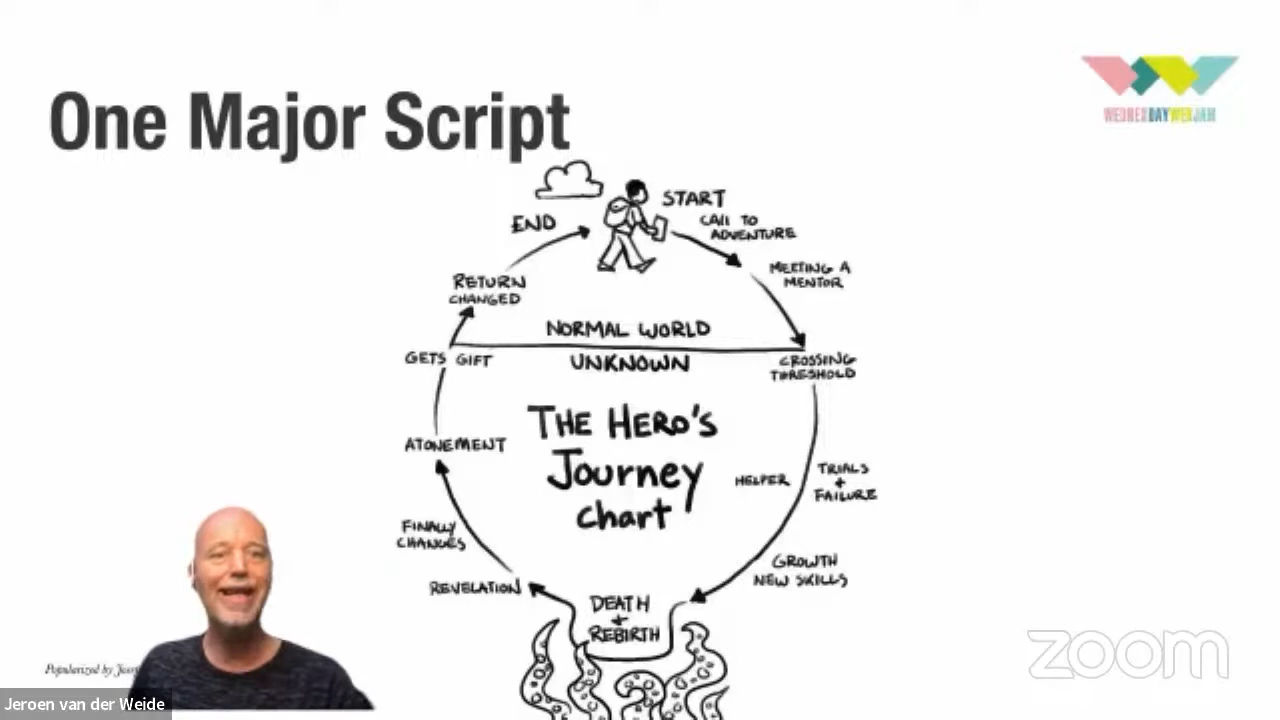 One Major Script
WEDNESDAYWEBJAM
START
CALL TO
ADVENTURE
END
MEETING A
MENTOR
RETURN
CHANGED
NORMAL WORLD
UNKNOWN
GETS GIFT
CROSSING
THRESHOLD
THE HERO'S
Journey
chart
ATONEMENT
HELPER
TRIALS
+
FAILURE
FINALLY
CHANGES
GROWTH
NEW SKILLS
REVELATION
DEATH
+
REBIRTH
zoom
Popularized by
Jeroen van der Weide